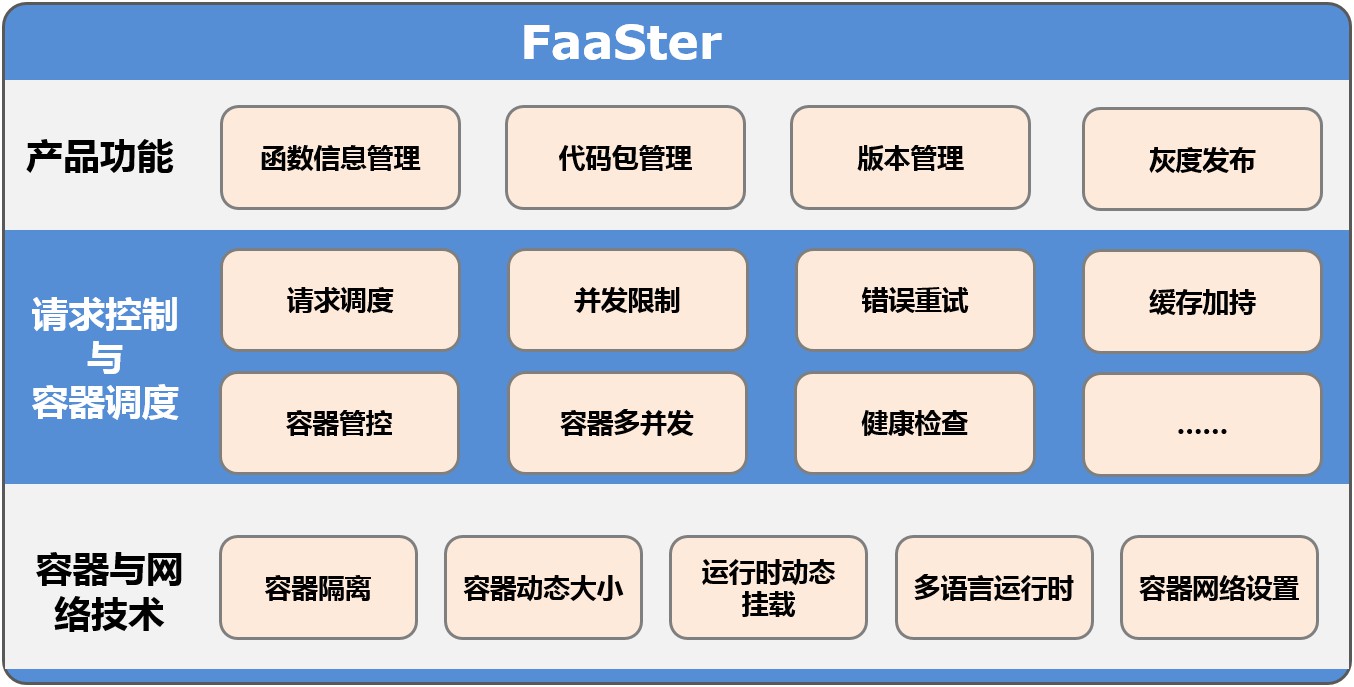 FaaSter
产品功能
函数信息管理
代码包管理
版本管理
灰度发布
请求控制
与
容器调度
请求调度
并发限制
错误重试
缓存加持
容器管控
容器多并发
健康检查
......
容器与网
络技术
容器隔离
容器动态大小
运行时动态
挂载
多语言运行时
容器网络设置